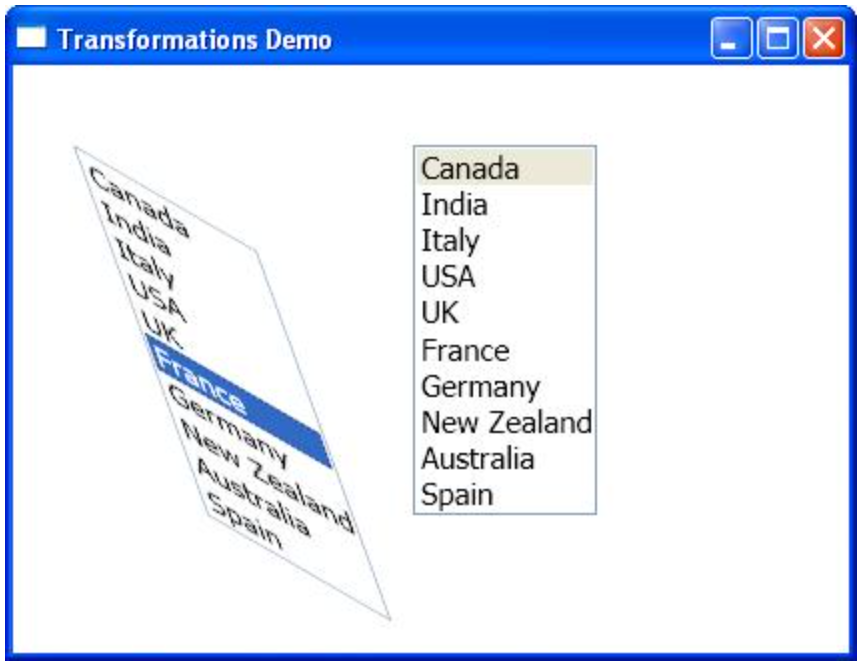 Transformations Demo
Canada
India
Italy
USA
UK
France
Germany
New Zealand
Australia
Spain
Canada
India
Italy
USA
UK
France
Germany
New Zealand
Australia
Spain